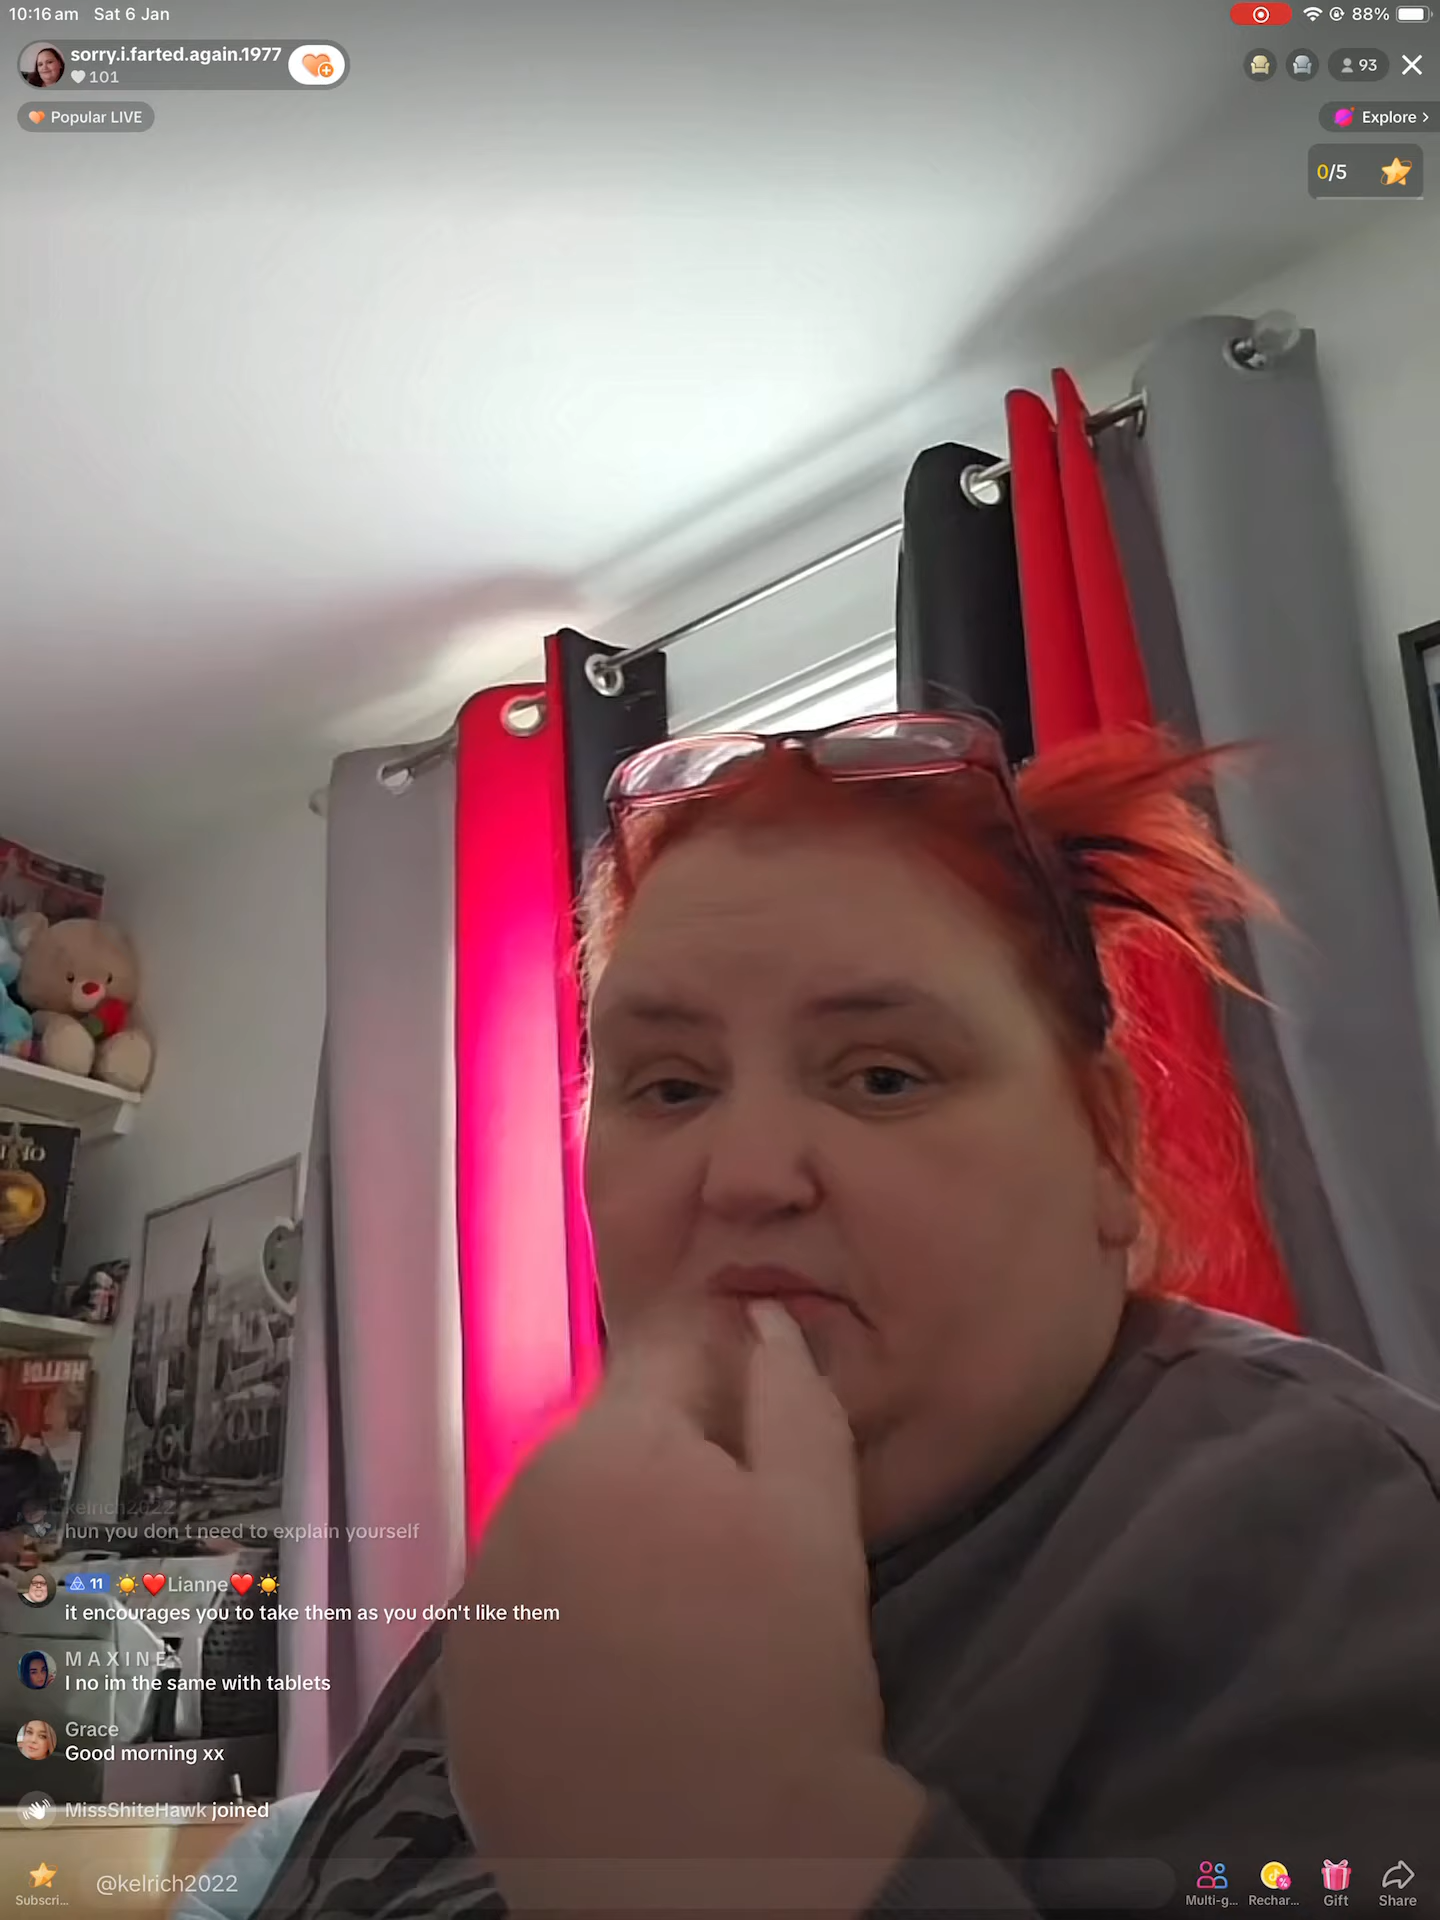 10:16 am Sat 6 Jan
88%
sorry.i.farted.again.1977
101
93
Popular LIVE
Explore >
0/5
HELLO!
kelrich2022
hun you don t need to explain yourself
11 ☀️❤️Lianne❤️☀️
it encourages you to take them as you don't like them
M A X I N E
I no im the same with tablets
Grace
Good morning xx
MissShiteHawk joined
@kelrich2022
Subscri...
Multi-g...
Rechar...
Gift
Share